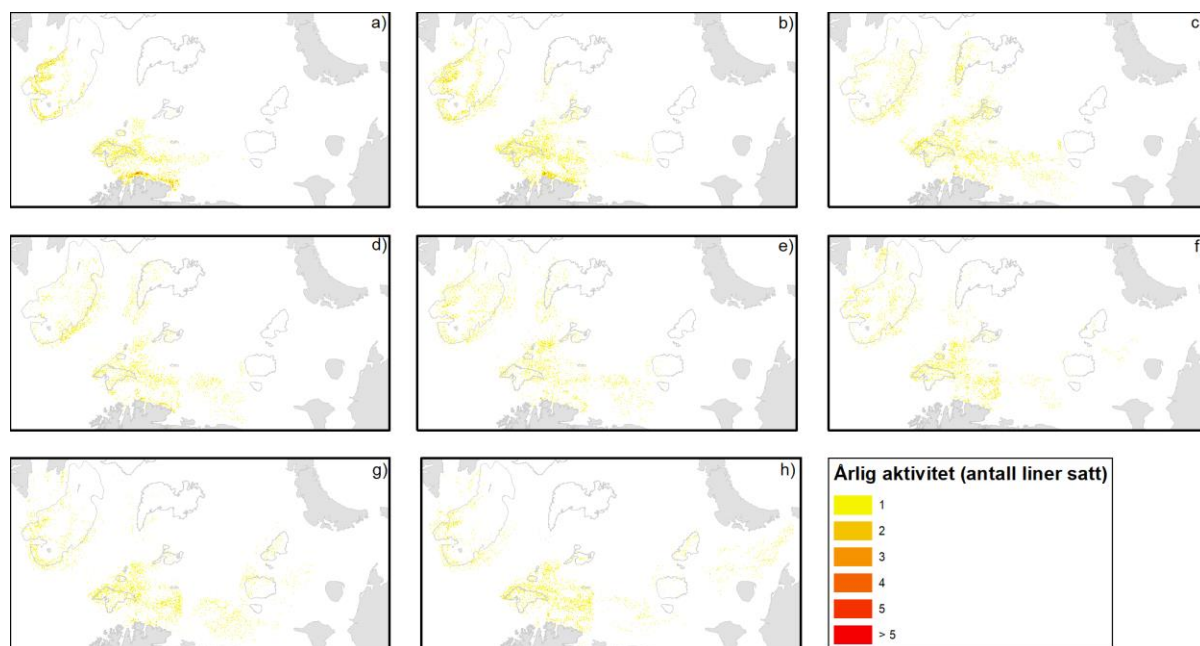 a)
b)
c)
d)
e)
f)
g)
h)
Årlig aktivitet (antall liner satt)
1
2
3
4
5
> 5